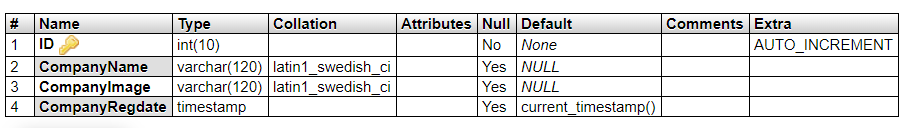 # Name Type Collation Attributes Null Default Comments Extra
1 ID int(10) No None AUTO_INCREMENT
2 CompanyName varchar(120) latin1_swedish_ci Yes NULL
3 CompanyImage varchar(120) latin1_swedish_ci Yes NULL
4 CompanyRegdate timestamp Yes current_timestamp()